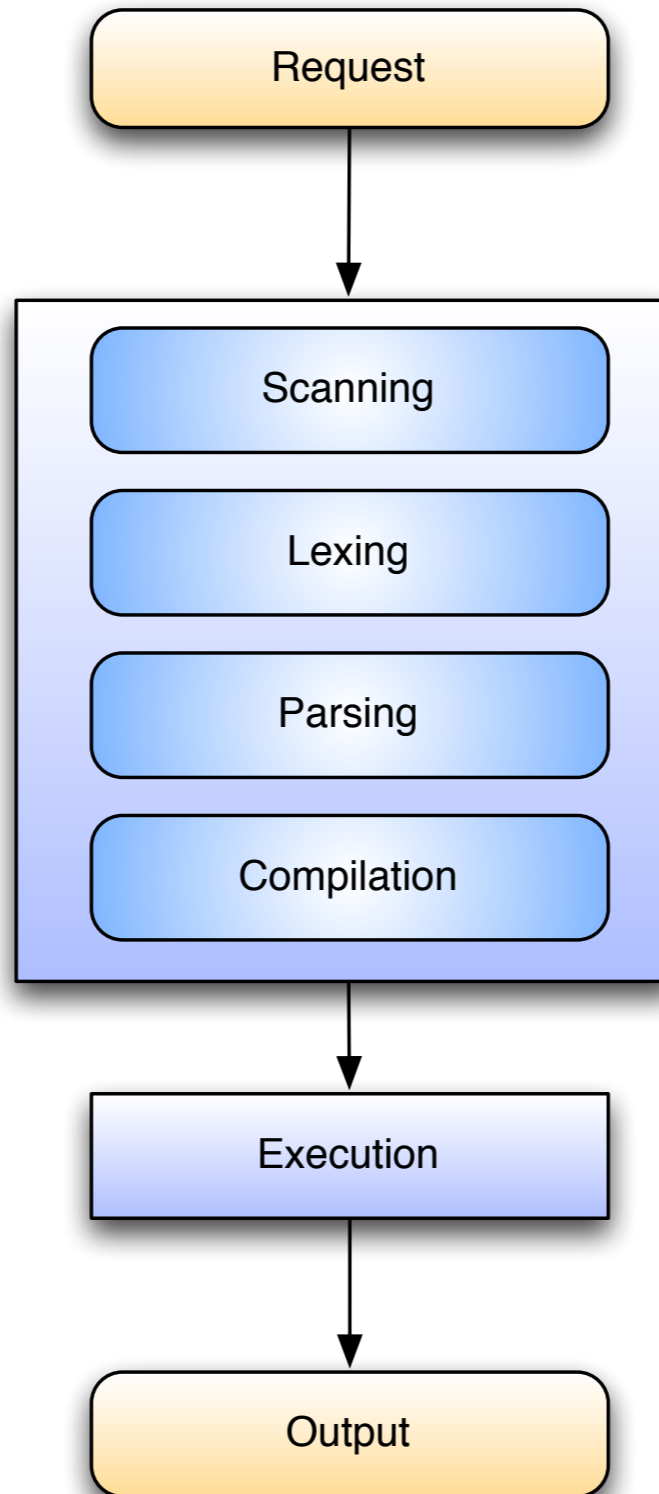 Request
Scanning
Lexing
Parsing
Compilation
Execution
Output